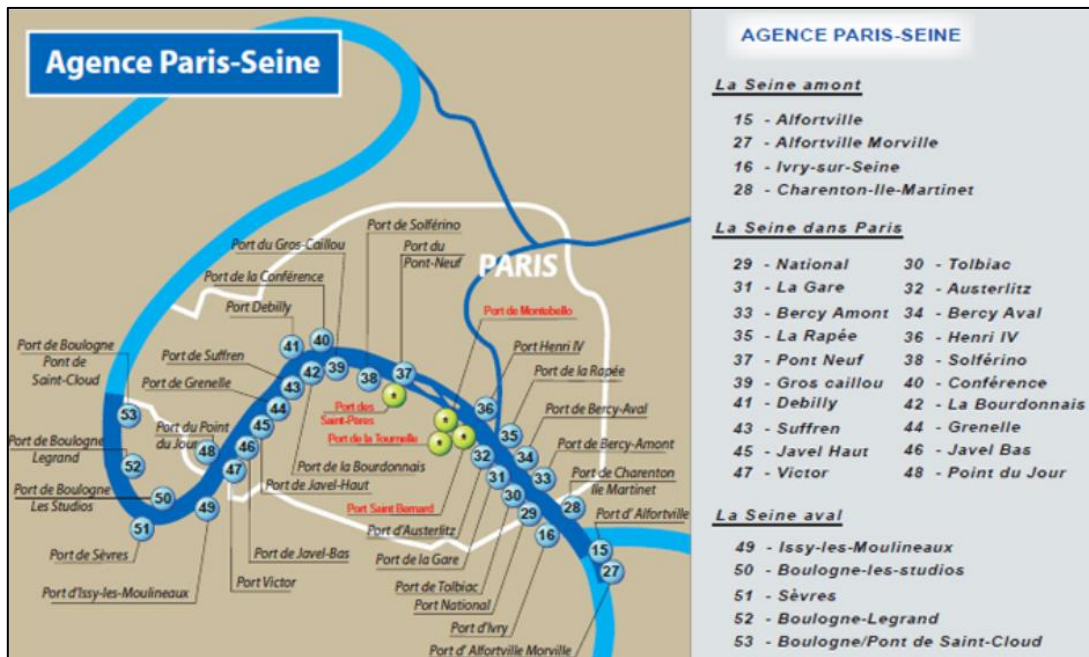 Agence Paris-Seine
PARIS
Port de Solférino
Port du Gros-Caillou
Port du
Pont-Neuf
Port de la Conférence
Port de Montebello
Port Debilly
Port de Boulogne
Pont de
Saint-Cloud
Port de Suffren
Port Henri IV
Port de la Rapée
Port de Grenelle
Port des
Saint-Peres
Port de Bercy-Aval
Port du Point
du Jour
Port de la Tournelle
Port de Boulogne
Legrand
Port de Bercy-Amont
Port de la Bourdonnais
Port de Charenton
Ile Martinet
Port de Javel-Haut
Port de Boulogne
Les Studios
Port Saint Bernard
Port d' Alfortville
Port d'Austerlitz
Port de Sèvres
Port de Javel-Bas
Port de la Gare
Port Victor
Port d'Issy-les-Moulineaux
Port de Tolbiac
Port National
Port d'Ivry
Port d' Alfortville Morville
41
40
42
39
38
37
43
44
45
46
47
48
49
50
51
52
53
36
35
34
33
32
31
30
29
28
16
15
27
*
*
*
*
AGENCE PARIS-SEINE
La Seine amont
15 - Alfortville
27 - Alfortville Morville
16 - Ivry-sur-Seine
28 - Charenton-Ile-Martinet
La Seine dans Paris
29 - National 30 - Tolbiac
31 - La Gare 32 - Austerlitz
33 - Bercy Amont 34 - Bercy Aval
35 - La Rapée 36 - Henri IV
37 - Pont Neuf 38 - Solférino
39 - Gros caillou 40 - Conférence
41 - Debilly 42 - La Bourdonnais
43 - Suffren 44 - Grenelle
45 - Javel Haut 46 - Javel Bas
47 - Victor 48 - Point du Jour
La Seine aval
49 - Issy-les-Moulineaux
50 - Boulogne-les-studios
51 - Sèvres
52 - Boulogne-Legrand
53 - Boulogne/Pont de Saint-Cloud